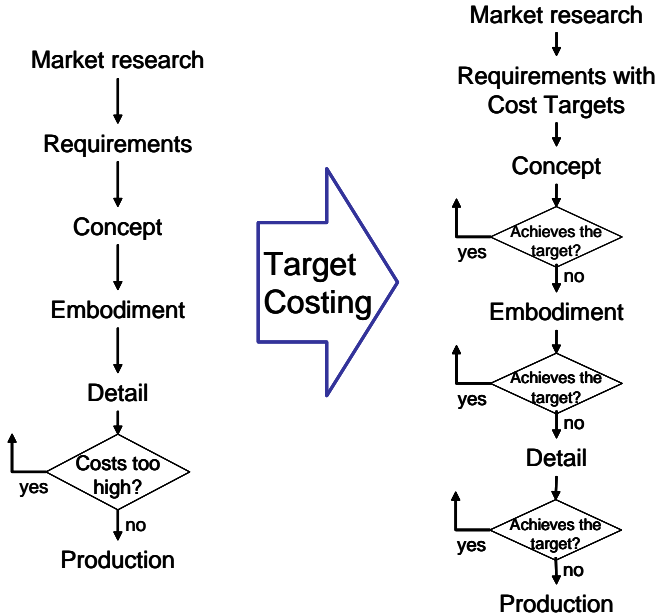 Market research
Requirements
Concept
Embodiment
Detail
Costs too
high?
yes
no
Production
Target
Costing
Market research
Requirements with
Cost Targets
Concept
Achieves the
target?
yes
no
Embodiment
Achieves the
target?
yes
no
Detail
Achieves the
target?
yes
no
Production